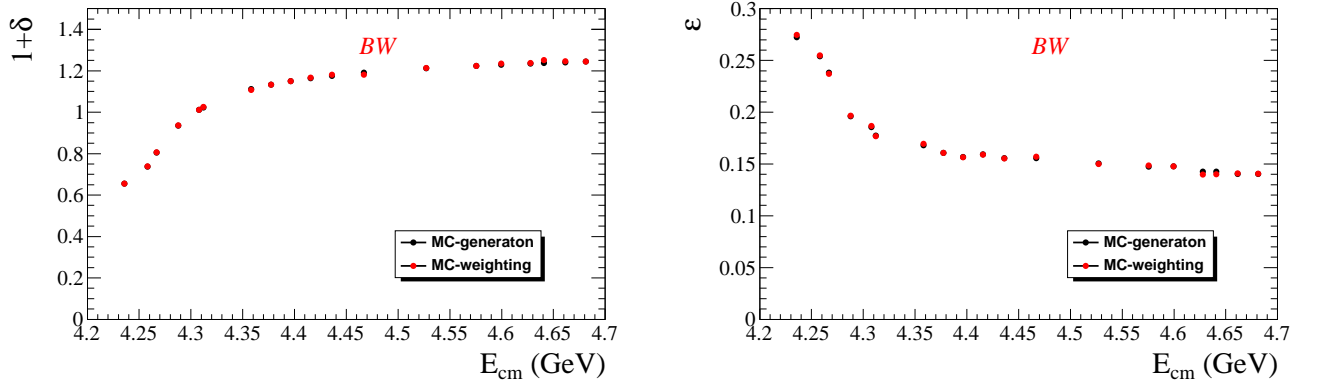 1+δ
1.4
1.2
1
0.8
0.6
0.4
0.2
0
BW
MC-generaton
MC-weighting
4.2 4.25 4.3 4.35 4.4 4.45 4.5 4.55 4.6 4.65 4.7
E_cm (GeV)
ε
0.3
0.25
0.2
0.15
0.1
0.05
0
BW
MC-generaton
MC-weighting
4.2 4.25 4.3 4.35 4.4 4.45 4.5 4.55 4.6 4.65 4.7
E_cm (GeV)